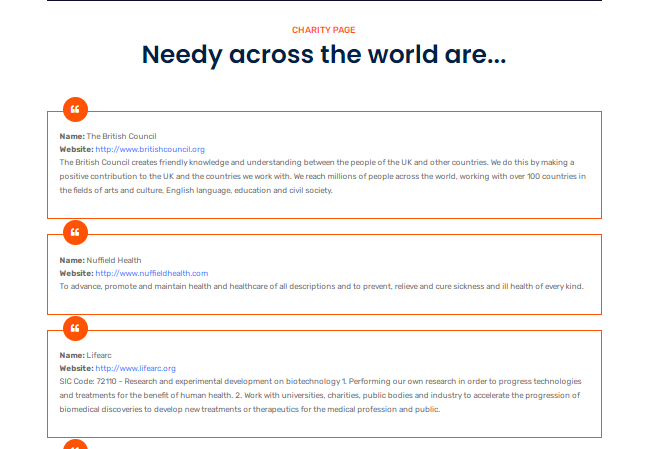 CHARITY PAGE
Needy across the world are...
Name: The British Council
Website: http://www.britishcouncil.org
The British Council creates friendly knowledge and understanding between the people of the UK and other countries. We do this by making a
positive contribution to the UK and the countries we work with. We reach millions of people across the world, working with over 100 countries in
the fields of arts and culture, English language, education and civil society.
Name: Nuffield Health
Website: http://www.nuffieldhealth.com
To advance, promote and maintain health and healthcare of all descriptions and to prevent, relieve and cure sickness and ill health of every kind.
Name: Lifearc
Website: http://www.lifearc.org
SIC Code: 72110 - Research and experimental development on biotechnology 1. Performing our own research in order to progress technologies
and treatments for the benefit of human health. 2. Work with universities, charities, public bodies and industry to accelerate the progression of
biomedical discoveries to develop new treatments or therapeutics for the medical profession and public.